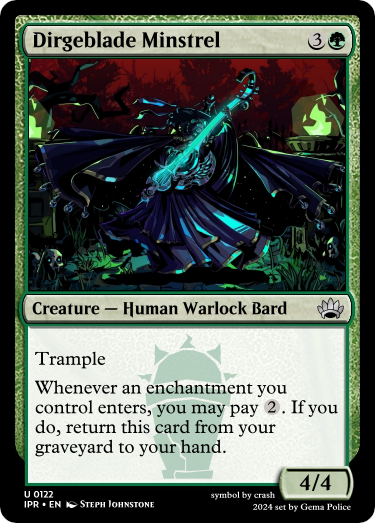 Dirgeblade Minstrel 3
Creature — Human Warlock Bard
Trample
Whenever an enchantment you
control enters, you may pay 2. If you
do, return this card from your
graveyard to your hand.
4/4
U 0122
IPR • EN Steph Johnstone
symbol by crash
2024 set by Gema Police